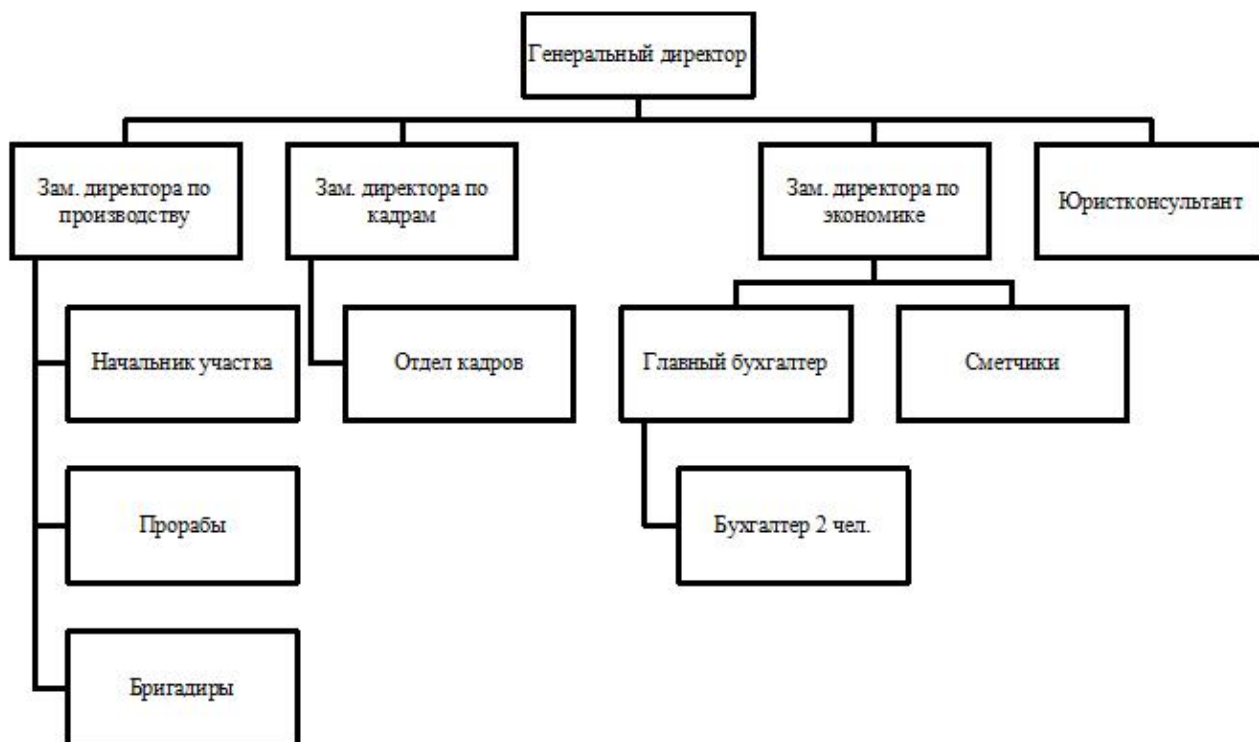 Генеральный директор
Зам. директора по
производству
Зам. директора по
кадрам
Зам. директора по
экономике
Юристконсультант
Начальник участка
Отдел кадров
Главный бухгалтер
Сметчики
Прорабы
Бухгалтер 2 чел.
Бригадиры